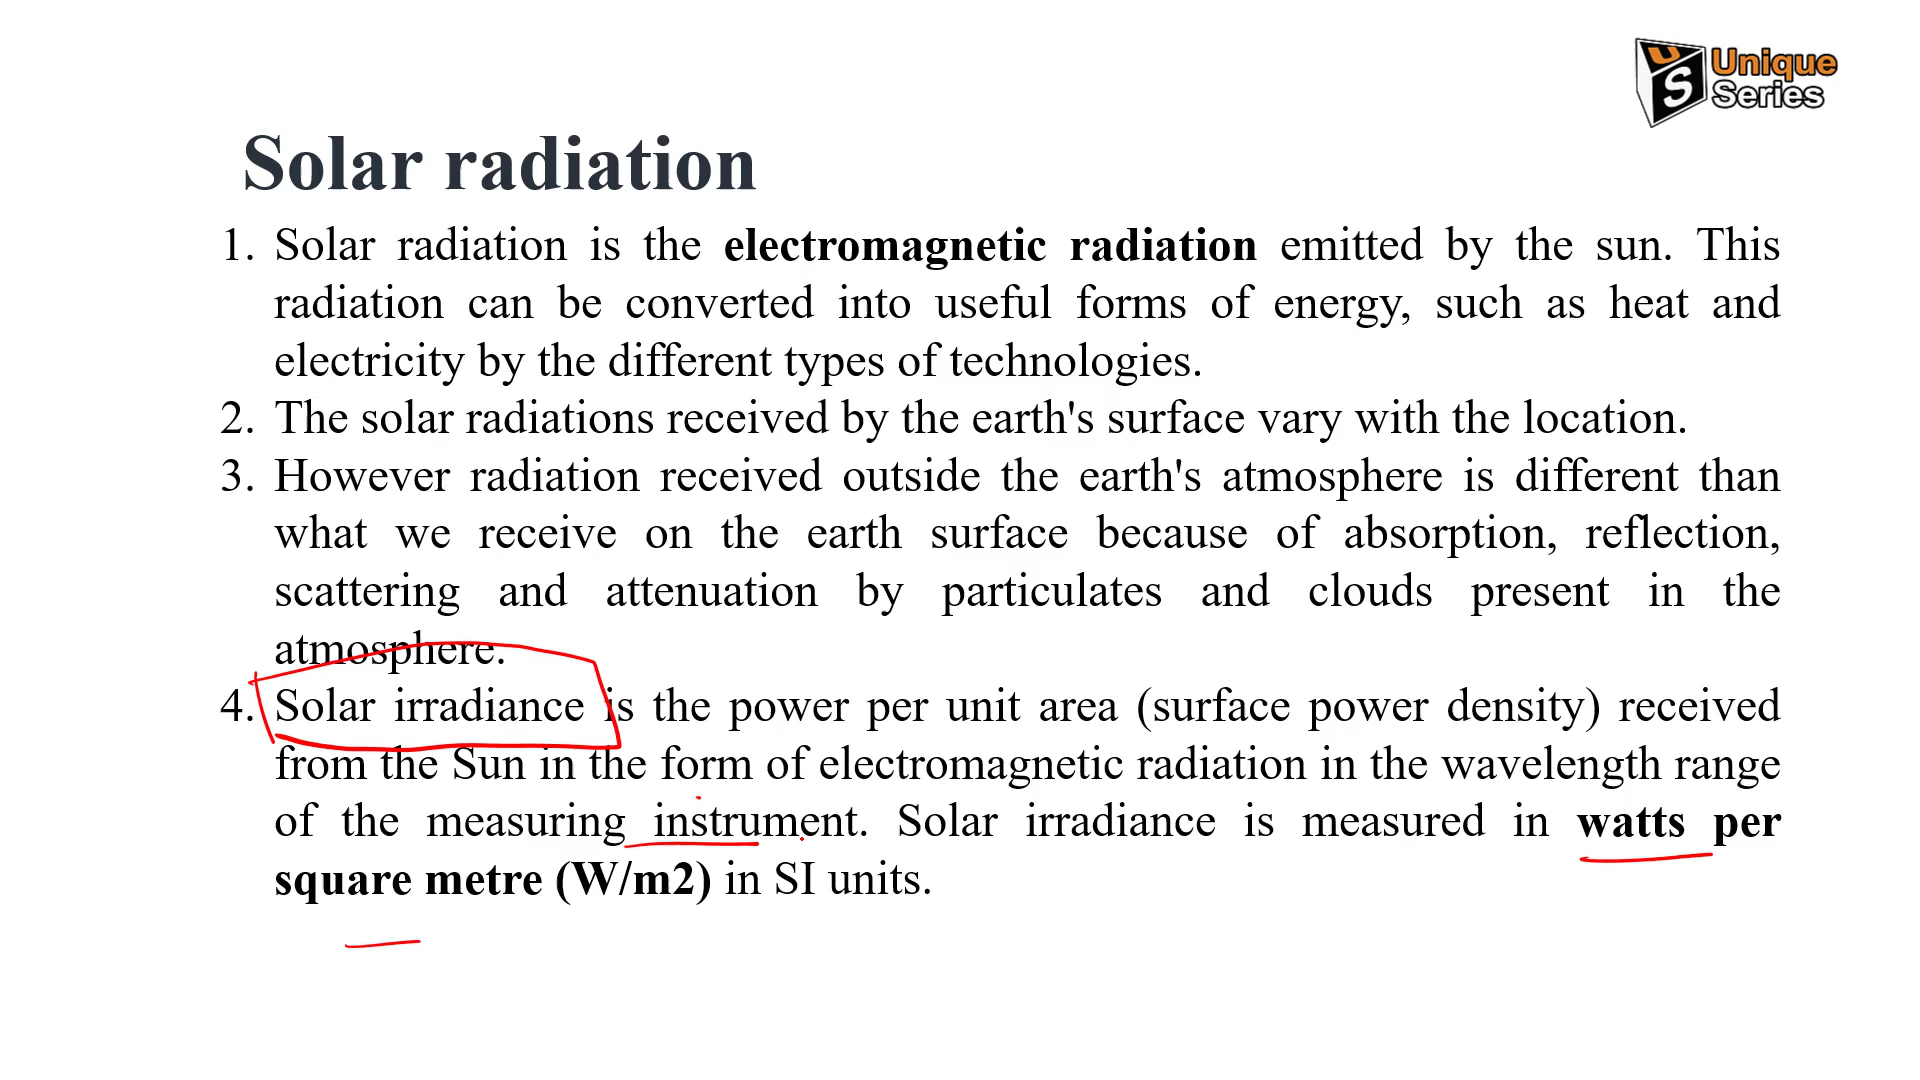 US Unique
Series
Solar radiation
1. Solar radiation is the electromagnetic radiation emitted by the sun. This
radiation can be converted into useful forms of energy, such as heat and
electricity by the different types of technologies.
2. The solar radiations received by the earth's surface vary with the location.
3. However radiation received outside the earth's atmosphere is different than
what we receive on the earth surface because of absorption, reflection,
scattering and attenuation by particulates and clouds present in the
atmosphere.
4. Solar irradiance is the power per unit area (surface power density) received
from the Sun in the form of electromagnetic radiation in the wavelength range
of the measuring instrument. Solar irradiance is measured in watts per
square metre (W/m2) in SI units.